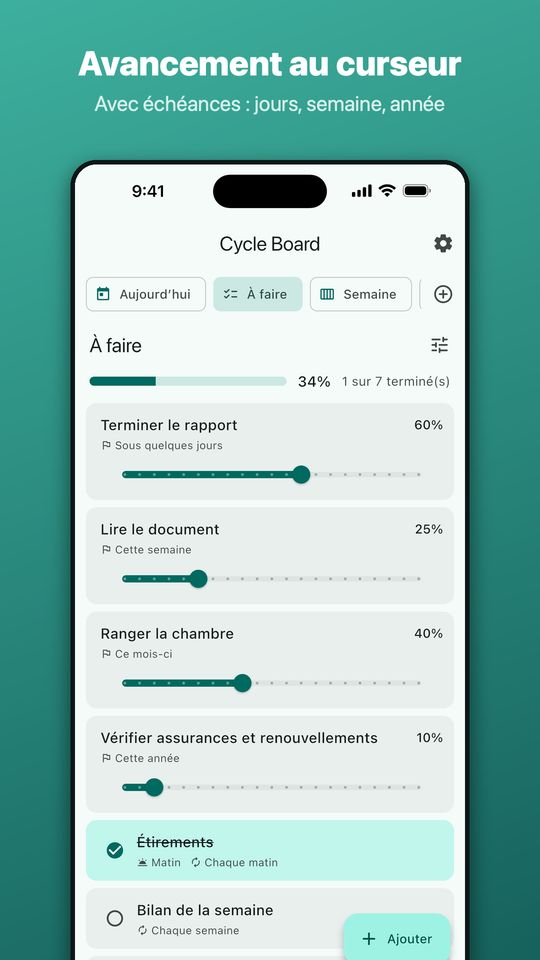 Avancement au curseur
Avec échéances : jours, semaine, année
9:41
Cycle Board
Aujourd'hui
À faire
Semaine
À faire
34% 1 sur 7 terminé(s)
Terminer le rapport 60%
Sous quelques jours
Lire le document 25%
Cette semaine
Ranger la chambre 40%
Ce mois-ci
Vérifier assurances et renouvellements 10%
Cette année
Étirements
Matin Chaque matin
Bilan de la semaine
Chaque semaine
Ajouter